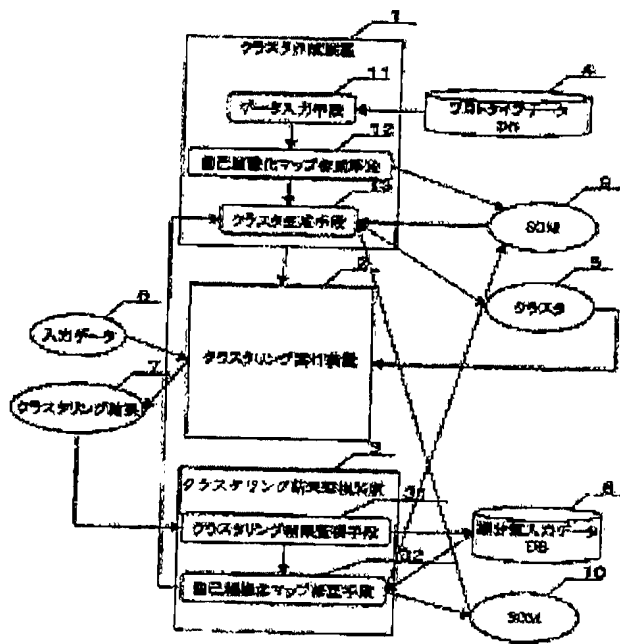 1
クラスタ作成装置
11
データ入力手段
4
プロトタイプデータ
DB
12
自己組織化マップ作成手段
13
クラスタ生成手段
9
SOM
2
5
クラスタ
6
入力データ
クラスタリング実行装置
7
クラスタリング結果
3
クラスタリング結果監視装置
31
クラスタリング結果監視手段
8
入力データ
DB
32
自己組織化マップ修正手段
10
SOM